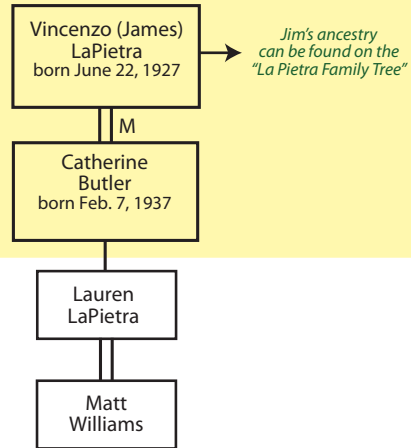 Vincenzo (James)
LaPietra
born June 22, 1927
Jim's ancestry
can be found on the
"La Pietra Family Tree"
M
Catherine
Butler
born Feb. 7, 1937
Lauren
LaPietra
Matt
Williams